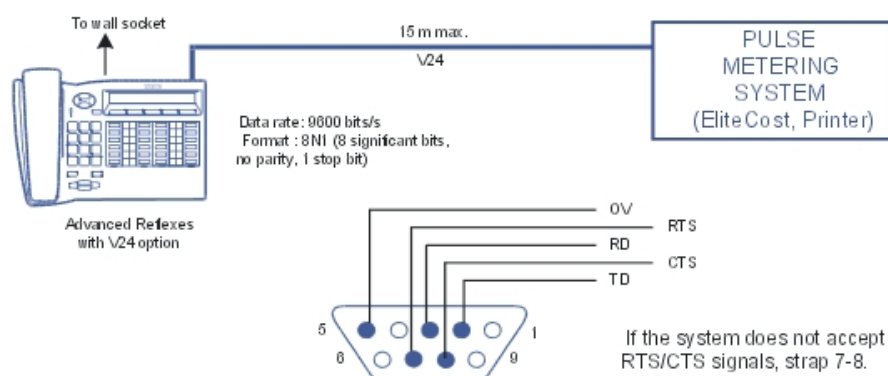 To wall socket
15 m max.
V24
PULSE
METERING
SYSTEM
(EliteCost, Printer)
Data rate: 9600 bits/s
Format : 8N1 (8 significant bits,
no parity, 1 stop bit)
Advanced Reflexes
with V24 option
0V
RTS
RD
CTS
TD
5
1
6
9
If the system does not accept
RTS/CTS signals, strap 7-8.